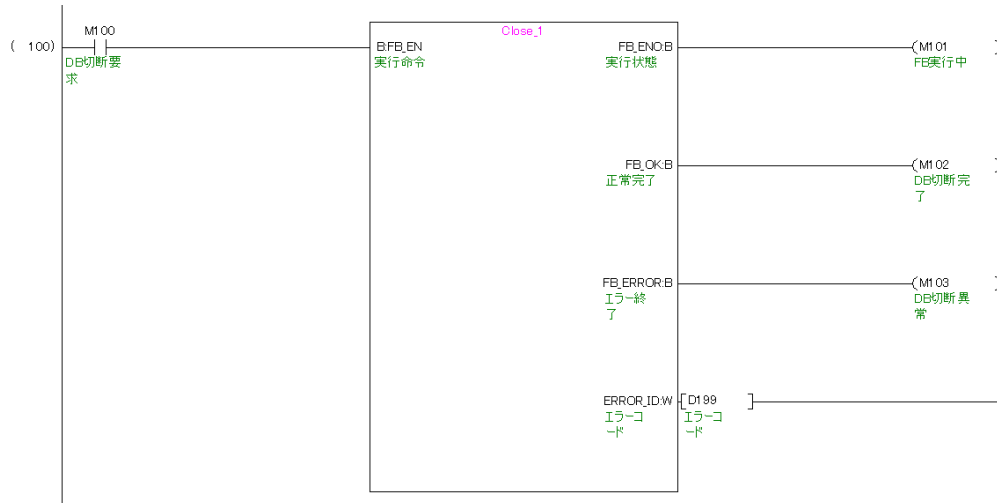 M100
Close_1
( 100)
B:FB_EN
FB_ENO:B
M101
DB切断要
求
実行命令
実行状態
FB実行中
FB_OK:B
M102
正常完了
DB切断完
了
FB_ERROR:B
M103
エラー終
了
DB切断異
常
ERROR_ID:W
D199
エラーコ
ード
エラーコ
ード